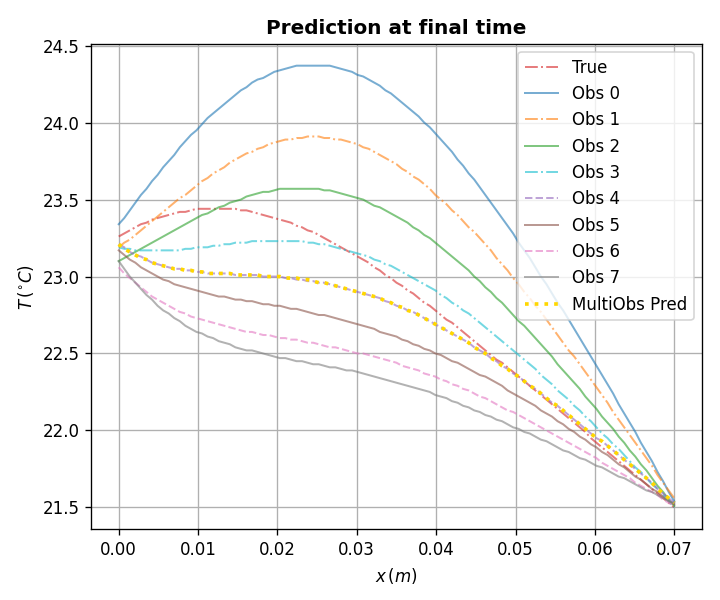 Prediction at final time
24.5
24.0
23.5
23.0
22.5
22.0
21.5
T (°C)
True
Obs 0
Obs 1
Obs 2
Obs 3
Obs 4
Obs 5
Obs 6
Obs 7
MultiObs Pred
0.00 0.01 0.02 0.03 0.04 0.05 0.06 0.07
x (m)